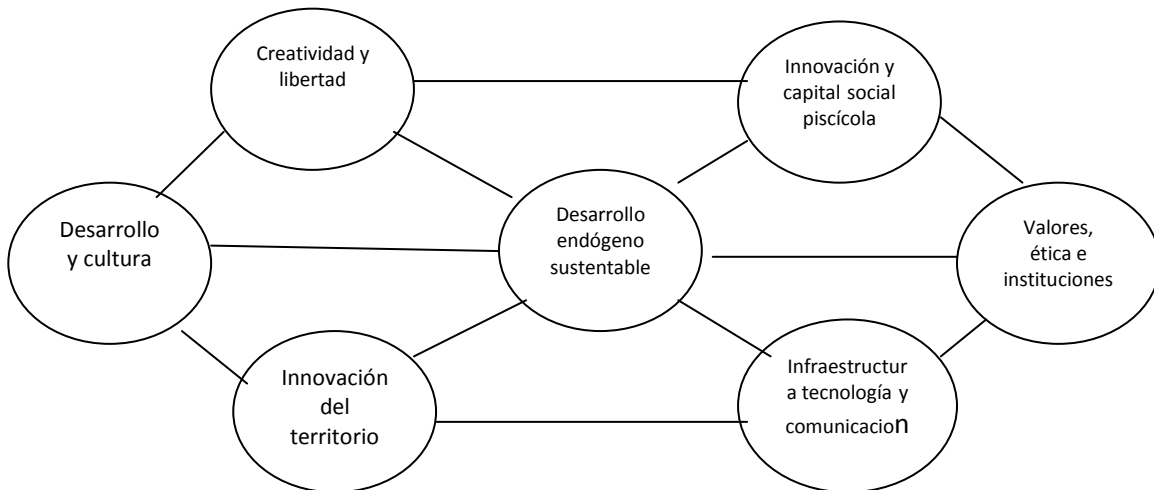 Creatividad y
libertad
Innovación y
capital social
piscícola
Desarrollo
y cultura
Desarrollo
endógeno
sustentable
Valores,
ética e
instituciones
Innovación
del
territorio
Infraestructur
a tecnología y
comunicacion